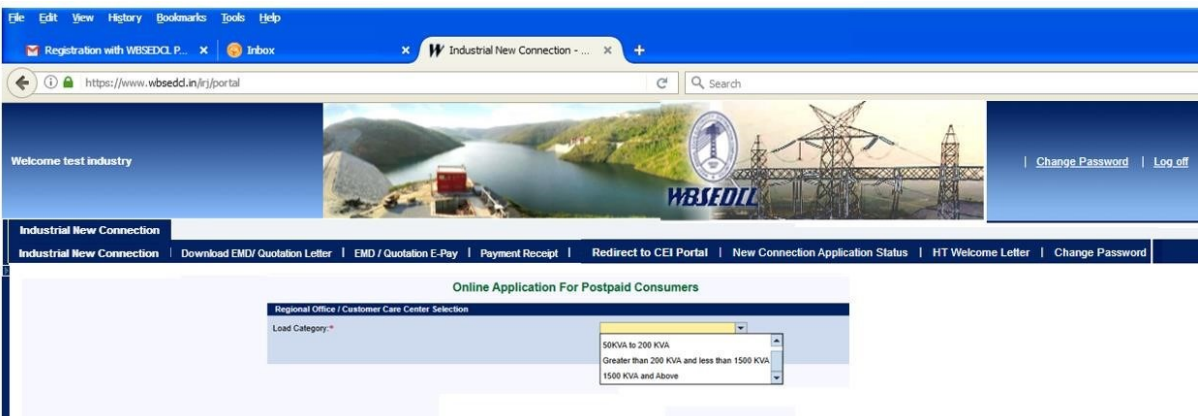 File Edit View History Bookmarks Tools Help
Registration with WBSEDCL P... × Inbox × W Industrial New Connection - ... × +
https://www.wbsedcl.in/irj/portal Search
Welcome test industry WBSEDCL | Change Password | Log off
Industrial New Connection
Industrial New Connection | Download EMD/ Quotation Letter | EMD / Quotation E-Pay | Payment Receipt | Redirect to CEI Portal | New Connection Application Status | HT Welcome Letter | Change Password
Online Application For Postpaid Consumers
Regional Office / Customer Care Center Selection
Load Category:*
50KVA to 200 KVA
Greater than 200 KVA and less than 1500 KVA
1500 KVA and Above